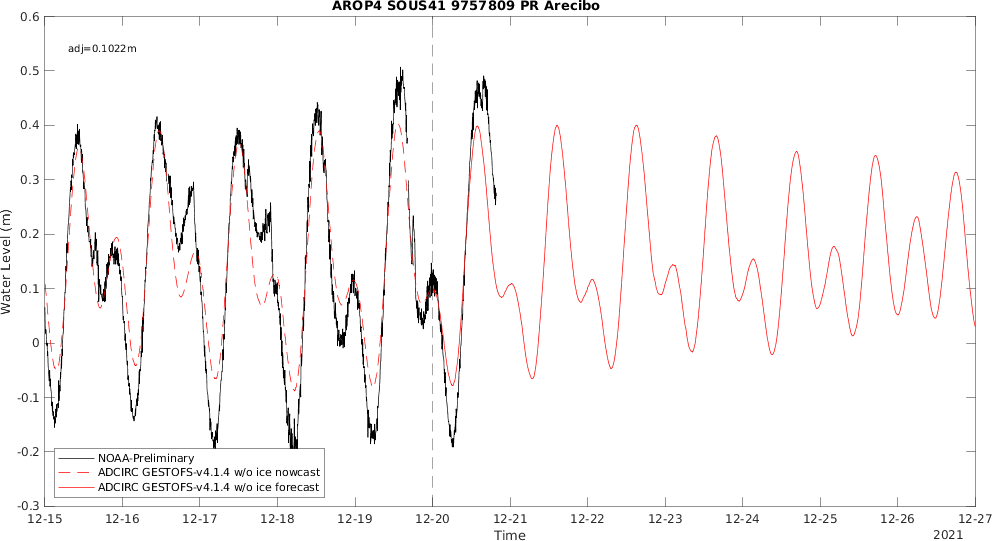 AROP4 SOUS41 9757809 PR Arecibo
adj=0.1022m
0.6
0.5
0.4
0.3
0.2
0.1
0
-0.1
-0.2
-0.3
Water Level (m)
NOAA-Preliminary
ADCIRC GESTOFS-v4.1.4 w/o ice nowcast
ADCIRC GESTOFS-v4.1.4 w/o ice forecast
12-15 12-16 12-17 12-18 12-19 12-20 12-21 12-22 12-23 12-24 12-25 12-26 12-27
Time
2021